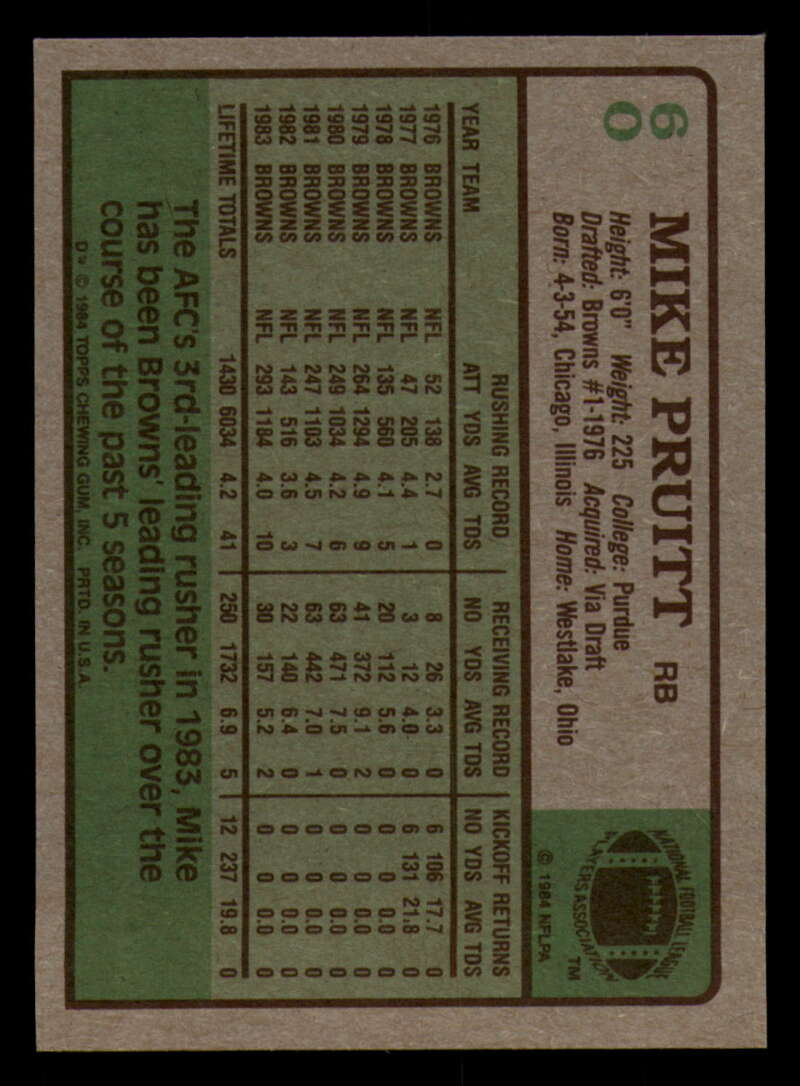 60
MIKE PRUITT RB
Height: 6'0" Weight: 225 College: Purdue
Drafted: Browns #1-1976 Acquired: Via Draft
Born: 4-3-54, Chicago, Illinois Home: Westlake, Ohio
NATIONAL FOOTBALL LEAGUE
PLAYERS ASSOCIATION
TM
© 1984 NFLPA
RUSHING RECORD RECEIVING RECORD KICKOFF RETURNS
YEAR TEAM ATT YDS AVG TDS NO YDS AVG TDS NO YDS AVG TDS
1976 BROWNS NFL 52 138 2.7 0 8 26 3.3 0 6 106 17.7 0
1977 BROWNS NFL 47 205 4.4 1 3 12 4.0 0 6 131 21.8 0
1978 BROWNS NFL 135 560 4.1 5 20 112 5.6 0 0 0 0.0 0
1979 BROWNS NFL 264 1294 4.9 9 41 372 9.1 2 0 0 0.0 0
1980 BROWNS NFL 249 1034 4.2 6 63 471 7.5 0 0 0 0.0 0
1981 BROWNS NFL 247 1103 4.5 7 63 442 7.0 1 0 0 0.0 0
1982 BROWNS NFL 143 516 3.6 3 22 140 6.4 0 0 0 0.0 0
1983 BROWNS NFL 293 1184 4.0 10 30 157 5.2 2 0 0 0.0 0
LIFETIME TOTALS 1430 6034 4.2 41 250 1732 6.9 5 12 237 19.8 0
The AFC's 3rd-leading rusher in 1983, Mike
has been Browns' leading rusher over the
course of the past 5 seasons.
D* © 1984 TOPPS CHEWING GUM, INC. PRTD. IN U.S.A.